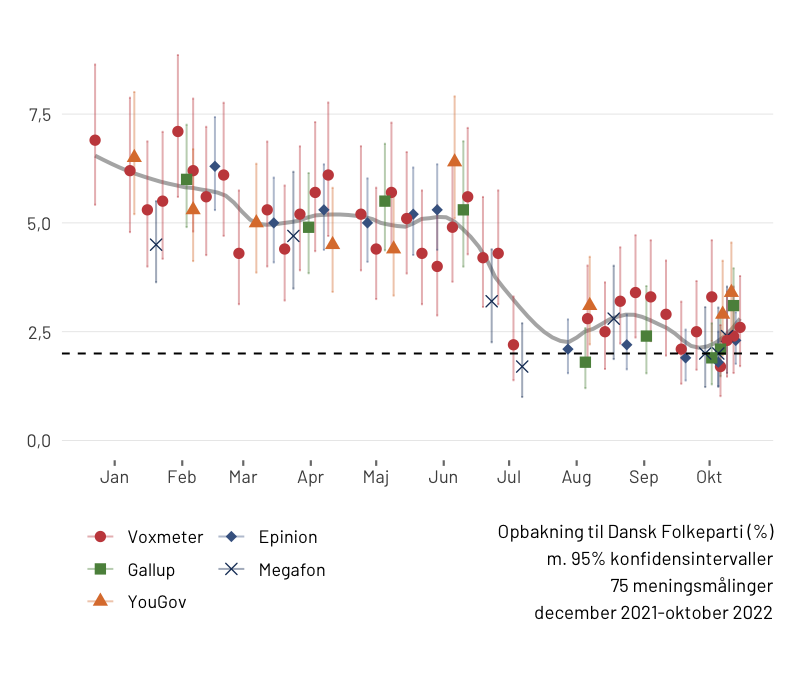 7,5
5,0
2,5
0,0
Jan Feb Mar Apr Maj Jun Jul Aug Sep Okt
Voxmeter Epinion
Gallup Megafon
YouGov
Opbakning til Dansk Folkeparti (%)
m. 95% konfidensintervaller
75 meningsmålinger
december 2021-oktober 2022